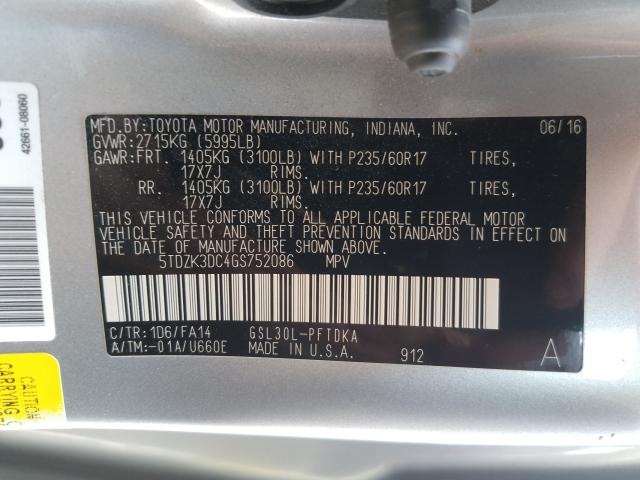 MFD.BY:TOYOTA MOTOR MANUFACTURING, INDIANA, INC. 06/16
GVWR:2715KG (5995LB)
GAWR:FRT. 1405KG (3100LB) WITH P235/60R17 TIRES,
17X7J RIMS.
RR. 1405KG (3100LB) WITH P235/60R17 TIRES,
17X7J RIMS.
THIS VEHICLE CONFORMS TO ALL APPLICABLE FEDERAL MOTOR
VEHICLE SAFETY AND THEFT PREVENTION STANDARDS IN EFFECT ON
THE DATE OF MANUFACTURE SHOWN ABOVE.
5TDZK3DC4GS752086 MPV
C/TR:1D6/FA14 GSL30L-PFTDKA
A/TM:-01A/U660E MADE IN U.S.A. 912 A
42661-08060
CAUTION
CARRYING